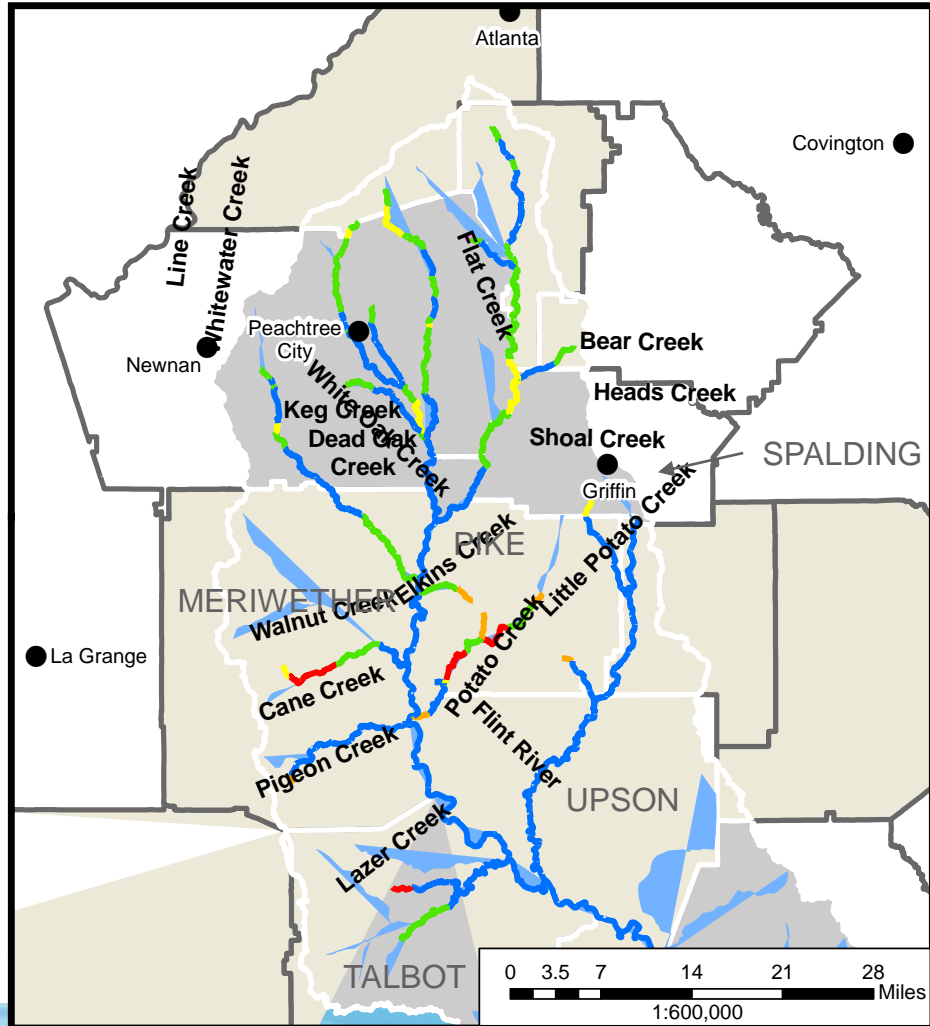 Atlanta
Covington
Line Creek
Whitewater Creek
Flat Creek
Peachtree
City
Newnan
Bear Creek
Heads Creek
White Oak Creek
Keg Creek
Dead Oak
Creek
Shoal Creek
SPALDING
Griffin
Little Potato Creek
PIKE
Elkins Creek
MERIWETHER
Walnut Creek
La Grange
Potato Creek
Cane Creek
Flint River
Pigeon Creek
UPSON
Lazer Creek
TALBOT
0 3.5 7 14 21 28
Miles
1:600,000